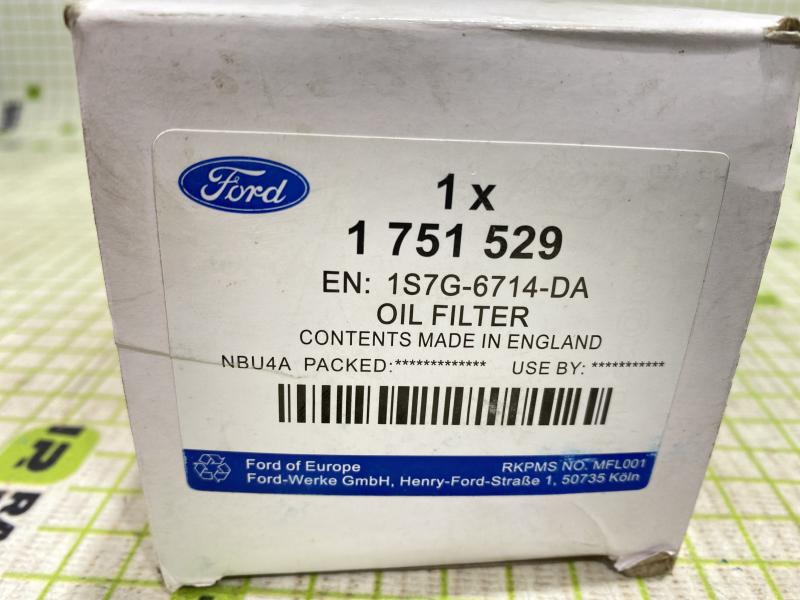 Ford
1 x
1 751 529
EN: 1S7G-6714-DA
OIL FILTER
CONTENTS MADE IN ENGLAND
NBU4A PACKED:************* USE BY: ***********
Ford of Europe RKPMS NO. MFL001
Ford-Werke GmbH, Henry-Ford-Straße 1, 50735 Köln